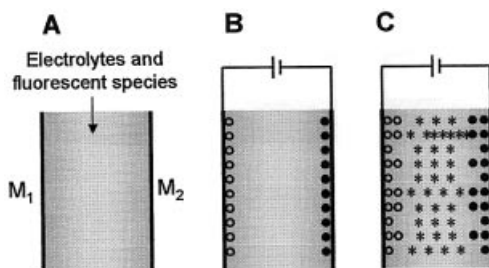 A
B
C
Electrolytes and
fluorescent species
M₁
M₂